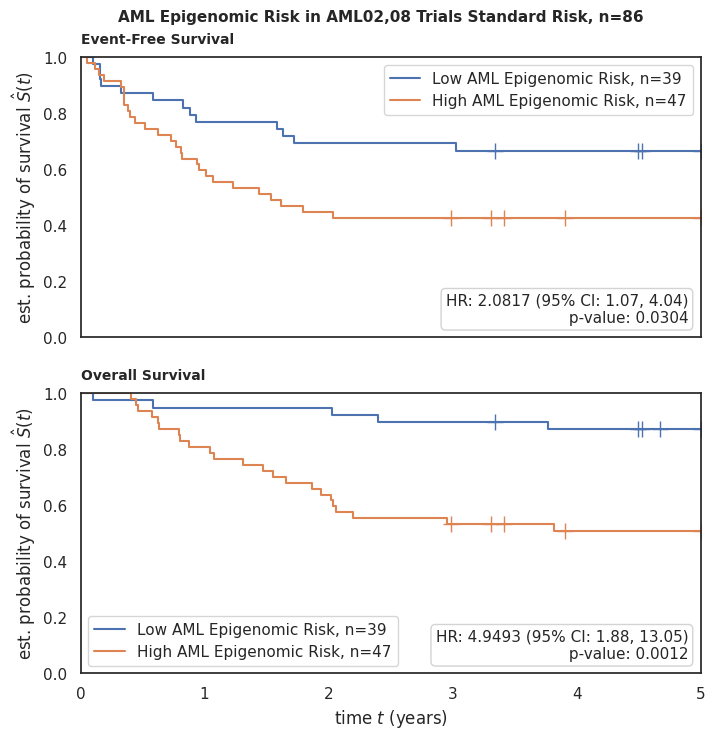 AML Epigenomic Risk in AML02,08 Trials Standard Risk, n=86
Event-Free Survival
1.0
0.8
0.6
0.4
0.2
0.0
est. probability of survival Ŝ(t)
Low AML Epigenomic Risk, n=39
High AML Epigenomic Risk, n=47
HR: 2.0817 (95% CI: 1.07, 4.04)
p-value: 0.0304
Overall Survival
1.0
0.8
0.6
0.4
0.2
0.0
est. probability of survival Ŝ(t)
Low AML Epigenomic Risk, n=39
High AML Epigenomic Risk, n=47
HR: 4.9493 (95% CI: 1.88, 13.05)
p-value: 0.0012
0 1 2 3 4 5
time t (years)